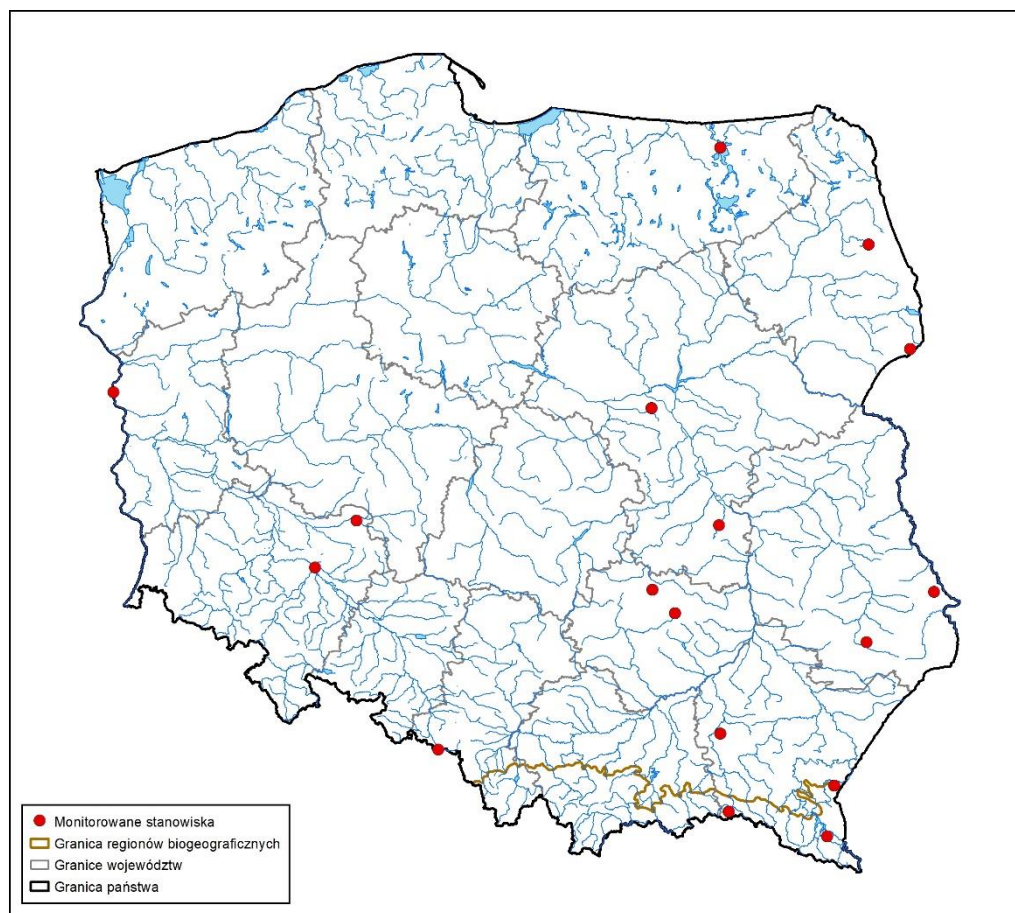 Monitorowane stanowiska
Granica regionów biogeograficznych
Granice województw
Granica państwa